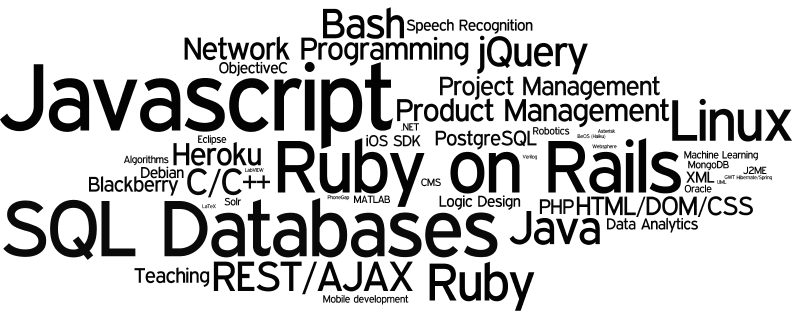 Bash
Speech Recognition
Network Programming
jQuery
ObjectiveC
Javascript
Project Management
Product Management
Linux
.NET
Eclipse
iOS SDK
PostgreSQL
Robotics
Asterisk
BeOS (Haiku)
Websphere
Algorithms
Heroku
Ruby on Rails
Verilog
Machine Learning
MongoDB
Debian
LabVIEW
J2ME
Blackberry
C/C++
CMS
XML
UML
GWT
Hibernate/Spring
Oracle
LaTeX
Solr
PhoneGap
MATLAB
Logic Design
PHP
HTML/DOM/CSS
SQL Databases
Java
Data Analytics
Teaching
REST/AJAX
Ruby
Mobile development